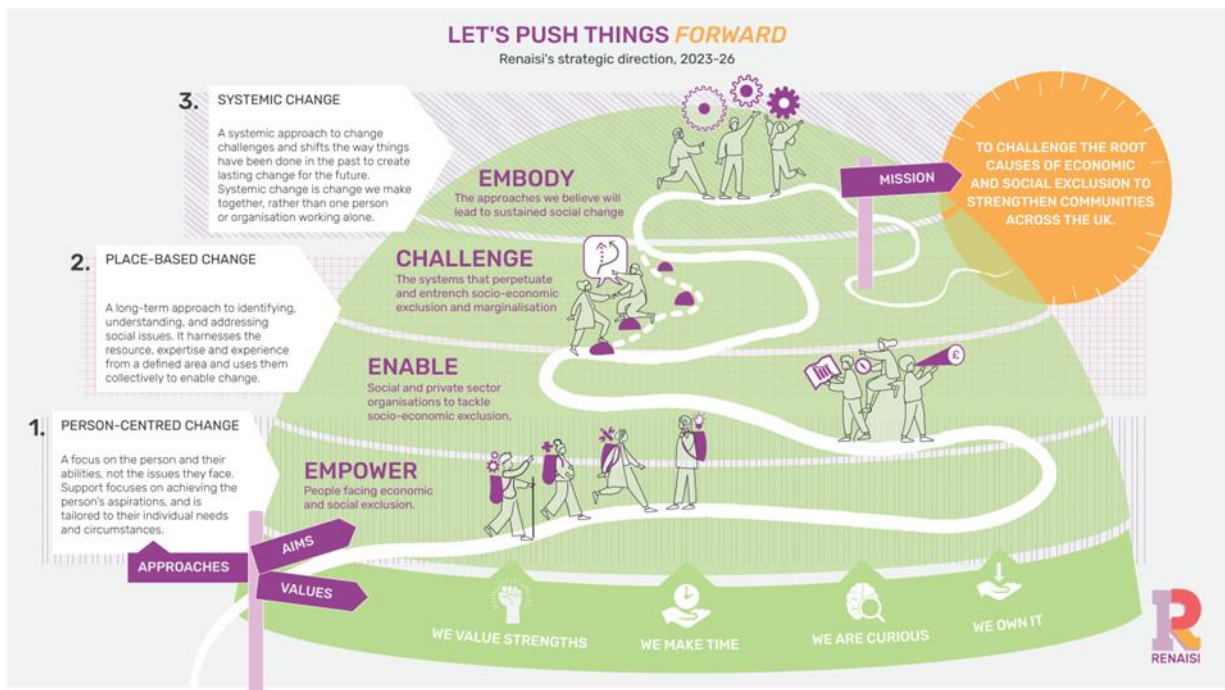 LET'S PUSH THINGS FORWARD
Renaisi's strategic direction, 2023-26
3. SYSTEMIC CHANGE
A systemic approach to change
challenges and shifts the way things
have been done in the past to create
lasting change for the future.
Systemic change is change we make
together, rather than one person
or organisation working alone.
EMBODY
The approaches we believe will
lead to sustained social change
MISSION
TO CHALLENGE THE ROOT
CAUSES OF ECONOMIC
AND SOCIAL EXCLUSION TO
STRENGTHEN COMMUNITIES
ACROSS THE UK.
2. PLACE-BASED CHANGE
A long-term approach to identifying,
understanding, and addressing
social issues. It harnesses the
resource, expertise and experience
from a defined area and uses them
collectively to enable change.
CHALLENGE
The systems that perpetuate
and entrench socio-economic
exclusion and marginalisation
ENABLE
Social and private sector
organisations to tackle
socio-economic exclusion.
£
1. PERSON-CENTRED CHANGE
A focus on the person and their
abilities, not the issues they face.
Support focuses on achieving the
person's aspirations, and is
tailored to their individual needs
and circumstances.
EMPOWER
People facing economic
and social exclusion.
APPROACHES
AIMS
VALUES
WE VALUE STRENGTHS
WE MAKE TIME
WE ARE CURIOUS
WE OWN IT
R
RENAISI